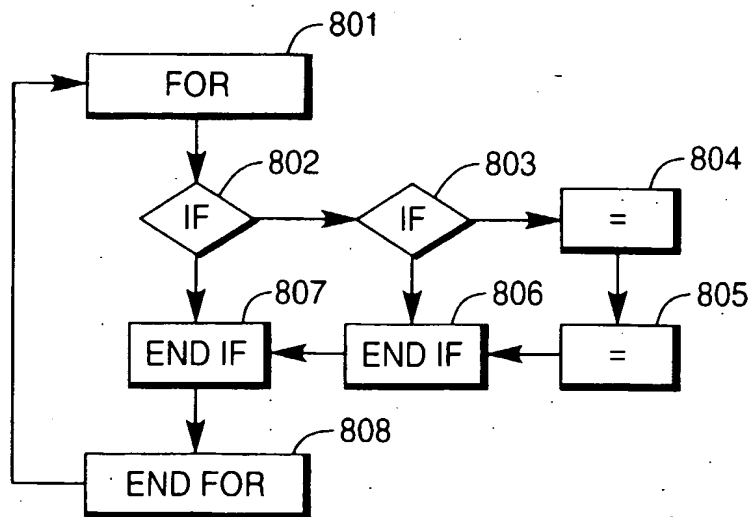 801
FOR
802
803
804
IF
IF
=
807
806
805
END IF
END IF
=
808
END FOR